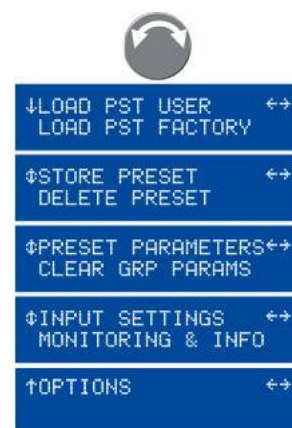 ↓LOAD PST USER ↔
LOAD PST FACTORY
⇕STORE PRESET ↔
DELETE PRESET
⇕PRESET PARAMETERS↔
CLEAR GRP PARAMS
⇕INPUT SETTINGS ↔
MONITORING & INFO
↑OPTIONS ↔